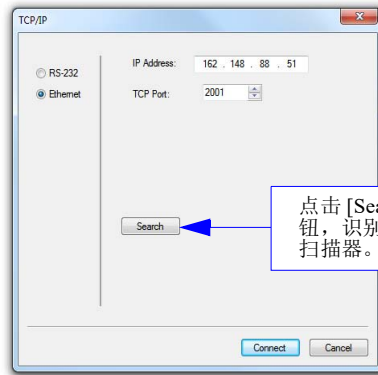 TCP/IP
RS-232
Ethernet
IP Address: 162 . 148 . 88 . 51
TCP Port: 2001
Search
点击 [Sea
钮，识别
扫描器。
Connect Cancel